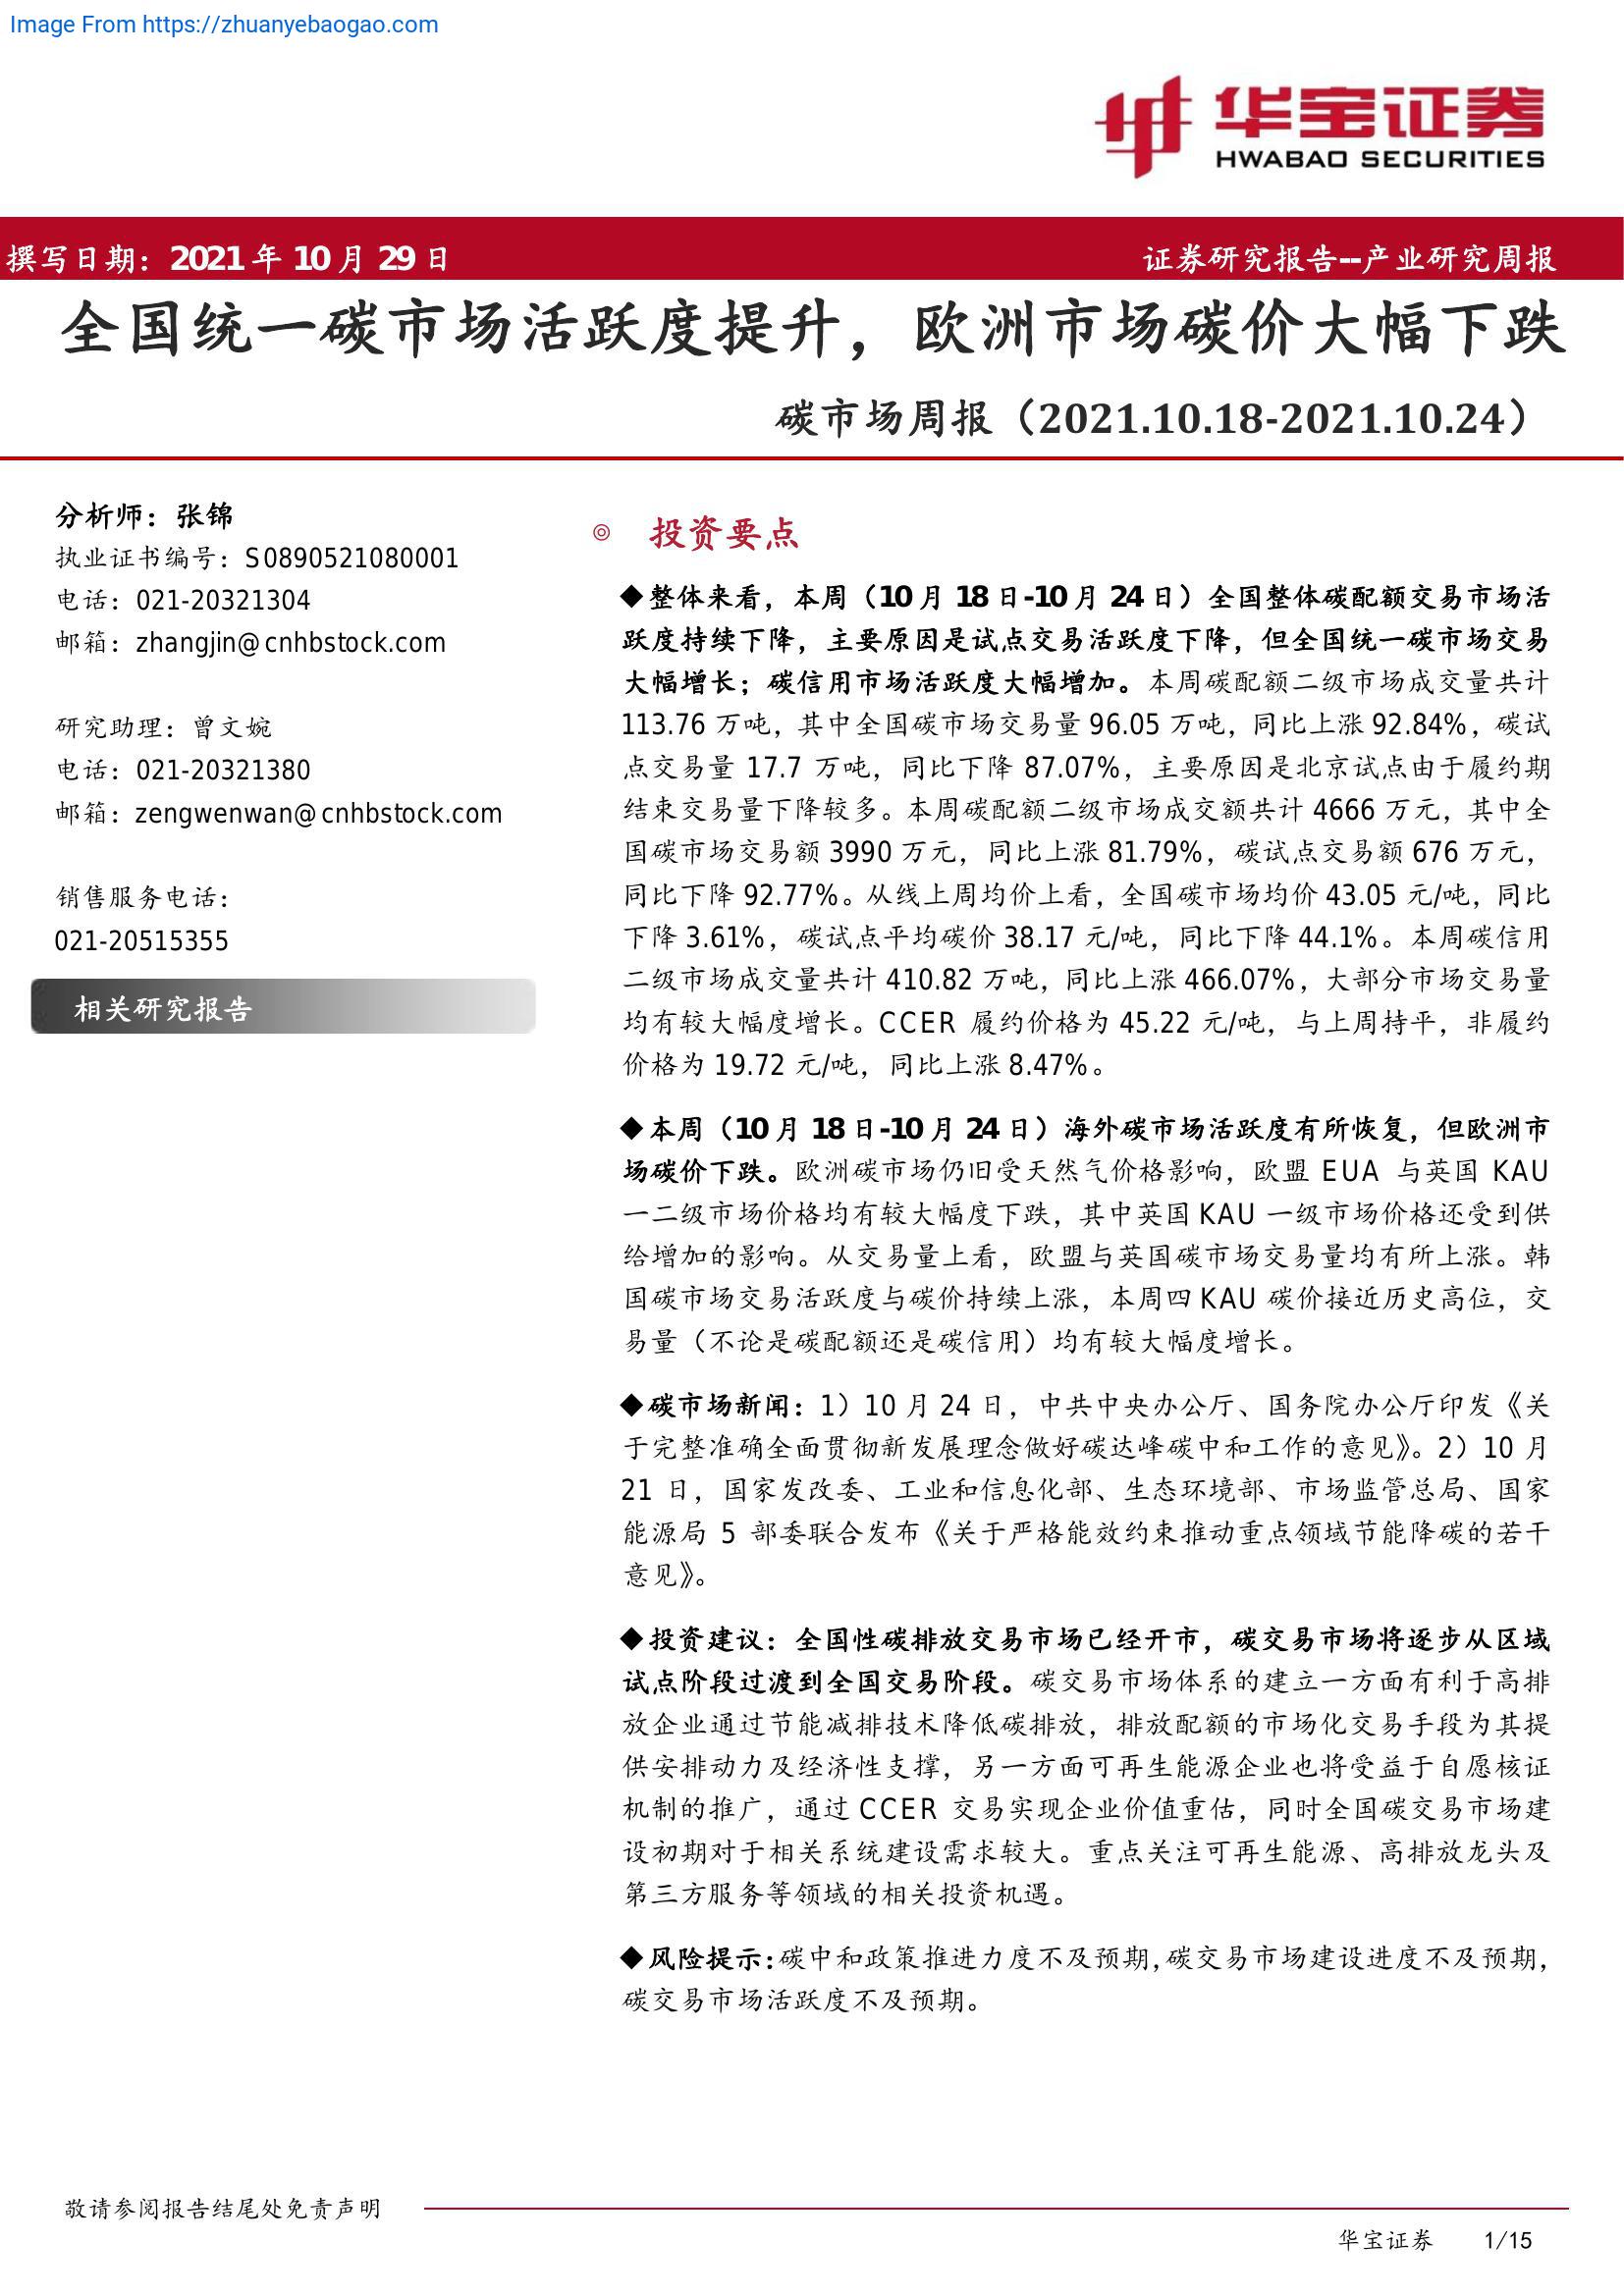 Image From https://zhuanyebaogao.com
华宝证券
HWABAO SECURITIES
撰写日期：2021 年 10 月 29 日
证券研究报告--产业研究周报
全国统一碳市场活跃度提升，欧洲市场碳价大幅下跌
碳市场周报（2021.10.18-2021.10.24）
分析师：张锦
执业证书编号：S0890521080001
电话：021-20321304
邮箱：zhangjin@cnhbstock.com
研究助理：曾文婉
电话：021-20321380
邮箱：zengwenwan@cnhbstock.com
销售服务电话：
021-20515355
相关研究报告
◎ 投资要点
◆整体来看，本周（10 月 18 日-10 月 24 日）全国整体碳配额交易市场活
跃度持续下降，主要原因是试点交易活跃度下降，但全国统一碳市场交易
大幅增长；碳信用市场活跃度大幅增加。本周碳配额二级市场成交量共计
113.76 万吨，其中全国碳市场交易量 96.05 万吨，同比上涨 92.84%，碳试
点交易量 17.7 万吨，同比下降 87.07%，主要原因是北京试点由于履约期
结束交易量下降较多。本周碳配额二级市场成交额共计 4666 万元，其中全
国碳市场交易额 3990 万元，同比上涨 81.79%，碳试点交易额 676 万元，
同比下降 92.77%。从线上周均价上看，全国碳市场均价 43.05 元/吨，同比
下降 3.61%，碳试点平均碳价 38.17 元/吨，同比下降 44.1%。本周碳信用
二级市场成交量共计 410.82 万吨，同比上涨 466.07%，大部分市场交易量
均有较大幅度增长。CCER 履约价格为 45.22 元/吨，与上周持平，非履约
价格为 19.72 元/吨，同比上涨 8.47%。
◆本周（10 月 18 日-10 月 24 日）海外碳市场活跃度有所恢复，但欧洲市
场碳价下跌。欧洲碳市场仍旧受天然气价格影响，欧盟 EUA 与英国 KAU
一二级市场价格均有较大幅度下跌，其中英国 KAU 一级市场价格还受到供
给增加的影响。从交易量上看，欧盟与英国碳市场交易量均有所上涨。韩
国碳市场交易活跃度与碳价持续上涨，本周四 KAU 碳价接近历史高位，交
易量（不论是碳配额还是碳信用）均有较大幅度增长。
◆碳市场新闻：1）10 月 24 日，中共中央办公厅、国务院办公厅印发《关
于完整准确全面贯彻新发展理念做好碳达峰碳中和工作的意见》。2）10 月
21 日，国家发改委、工业和信息化部、生态环境部、市场监管总局、国家
能源局 5 部委联合发布《关于严格能效约束推动重点领域节能降碳的若干
意见》。
◆投资建议：全国性碳排放交易市场已经开市，碳交易市场将逐步从区域
试点阶段过渡到全国交易阶段。碳交易市场体系的建立一方面有利于高排
放企业通过节能减排技术降低碳排放，排放配额的市场化交易手段为其提
供安排动力及经济性支撑，另一方面可再生能源企业也将受益于自愿核证
机制的推广，通过 CCER 交易实现企业价值重估，同时全国碳交易市场建
设初期对于相关系统建设需求较大。重点关注可再生能源、高排放龙头及
第三方服务等领域的相关投资机遇。
◆风险提示：碳中和政策推进力度不及预期，碳交易市场建设进度不及预期，
碳交易市场活跃度不及预期。
敬请参阅报告结尾处免责声明
华宝证券 1/15